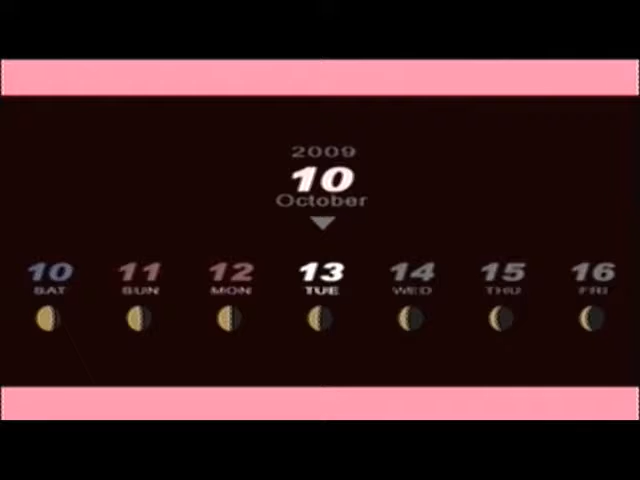 2009
10
October
10 11 12 13 14 15 16
SAT SUN MON TUE WED THU FRI